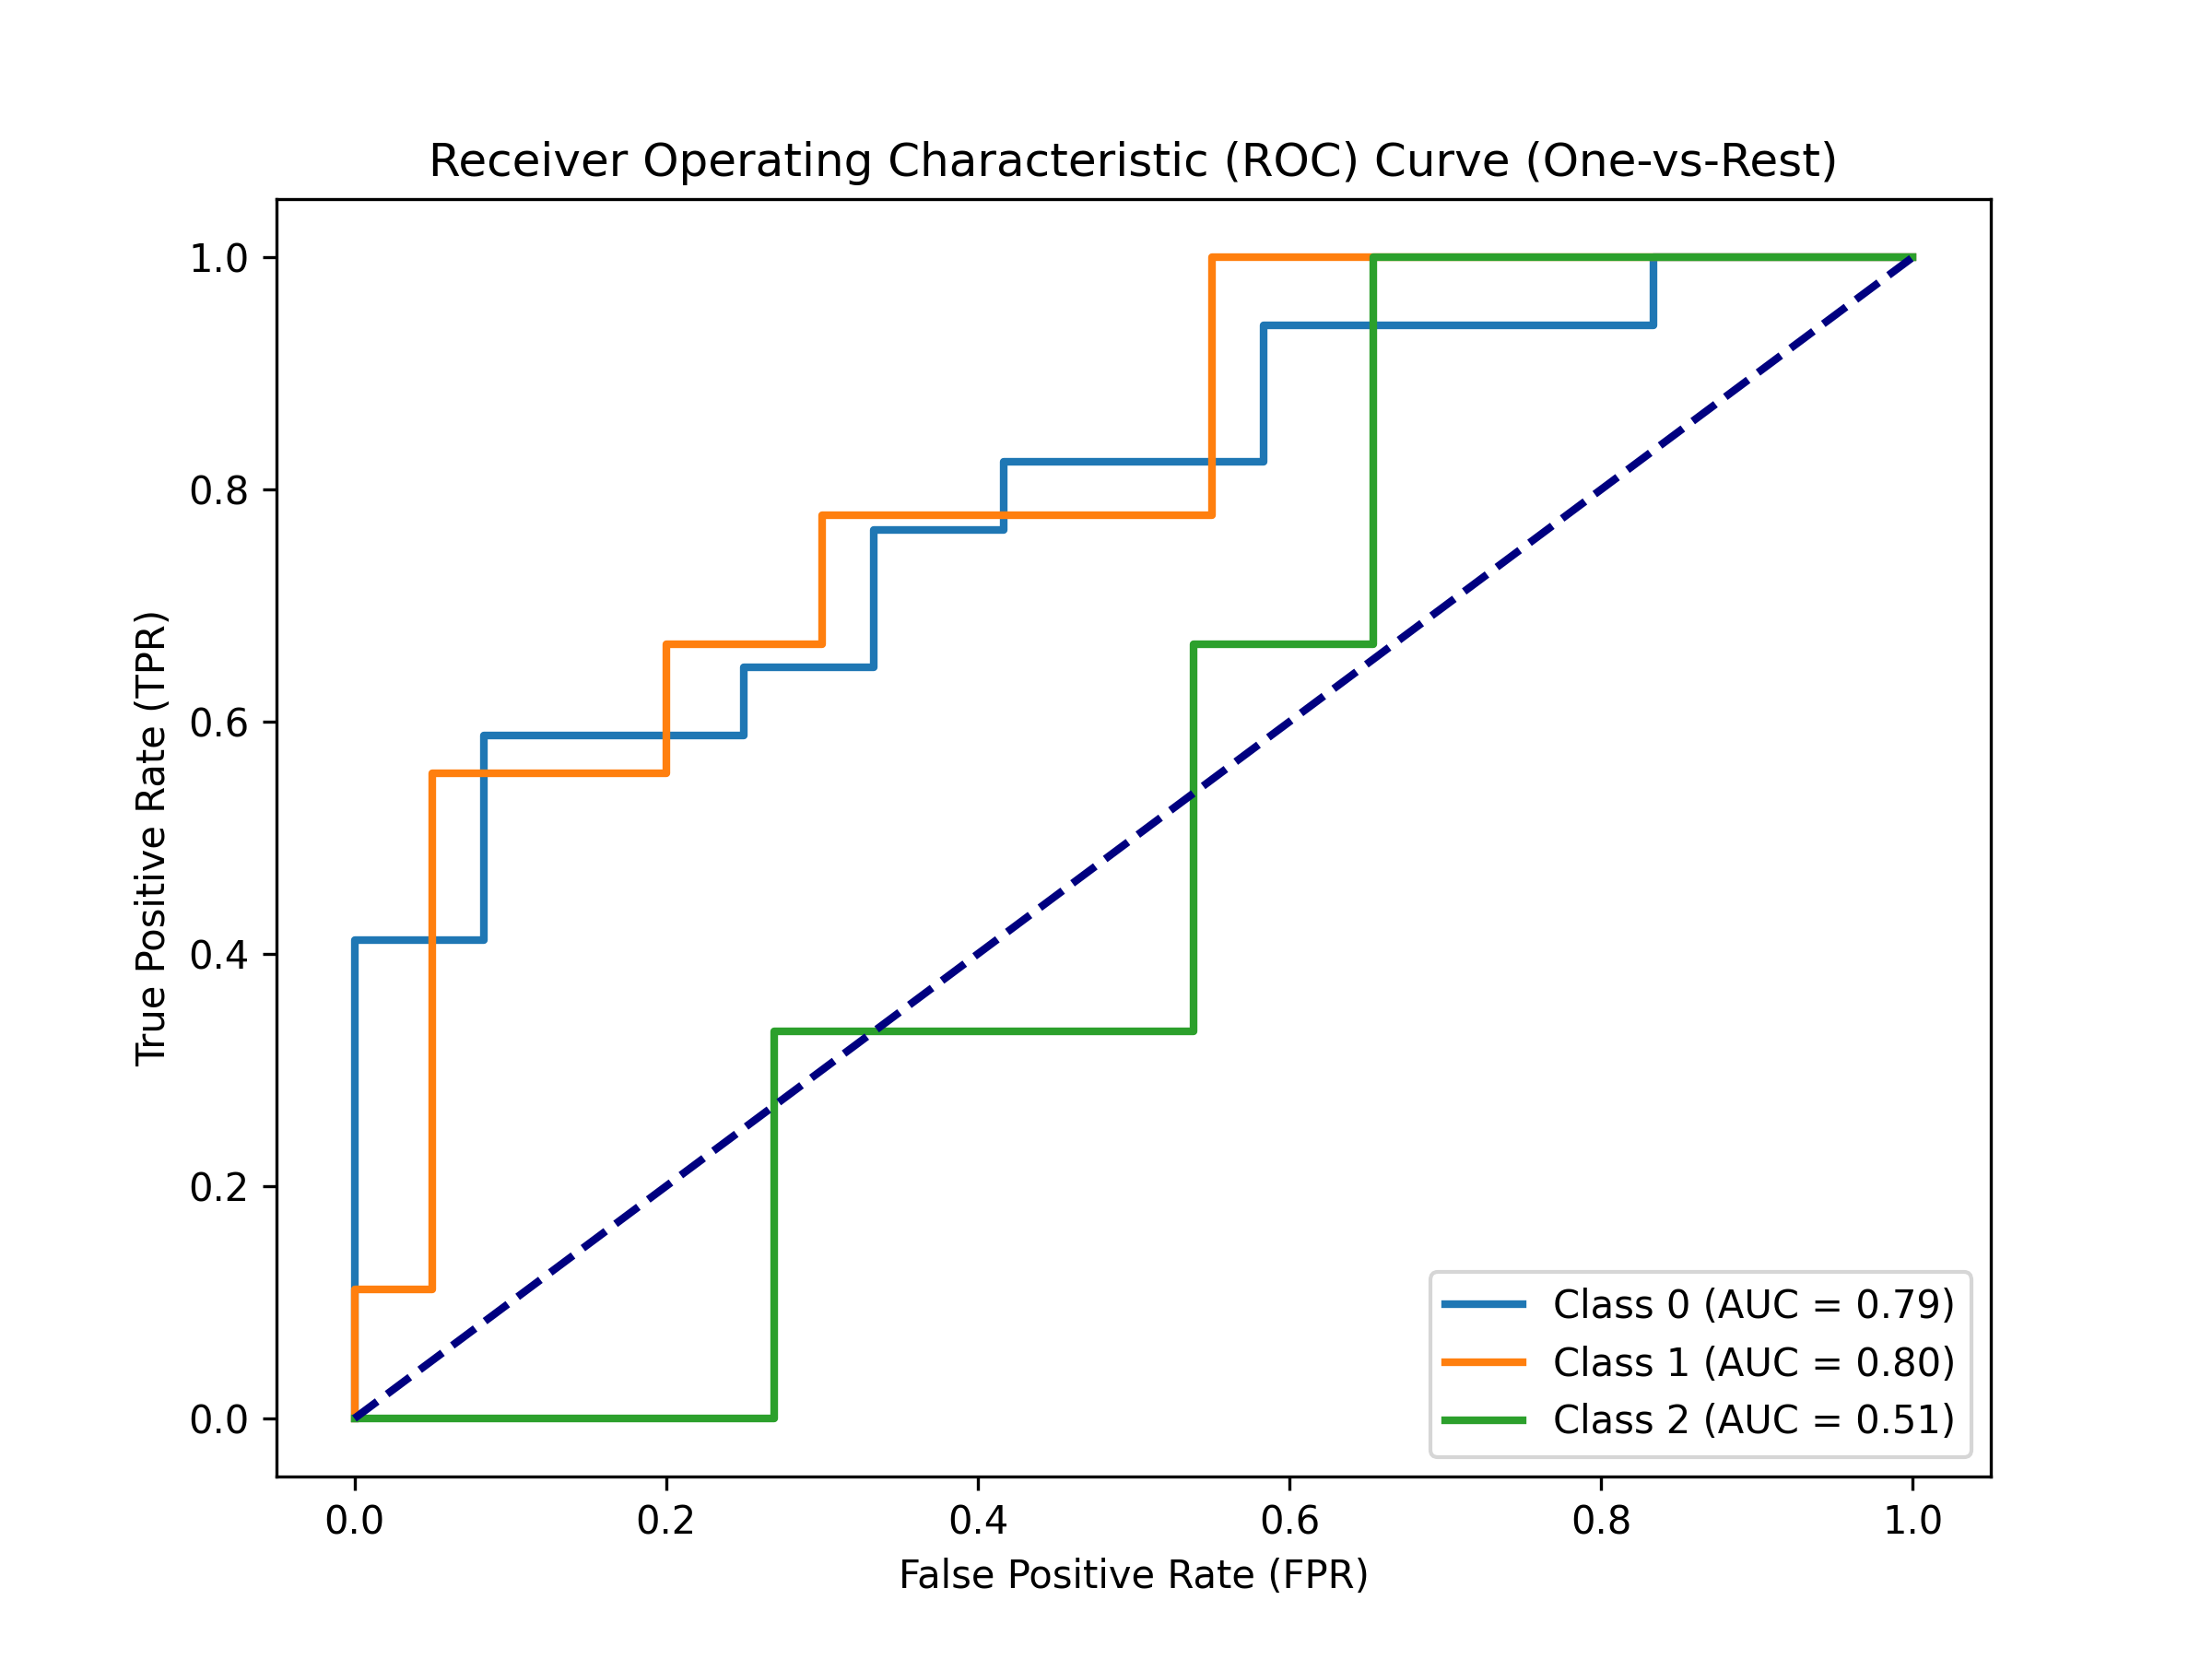 Receiver Operating Characteristic (ROC) Curve (One-vs-Rest)
1.0
0.8
0.6
0.4
0.2
0.0
True Positive Rate (TPR)
Class 0 (AUC = 0.79)
Class 1 (AUC = 0.80)
Class 2 (AUC = 0.51)
0.0 0.2 0.4 0.6 0.8 1.0
False Positive Rate (FPR)